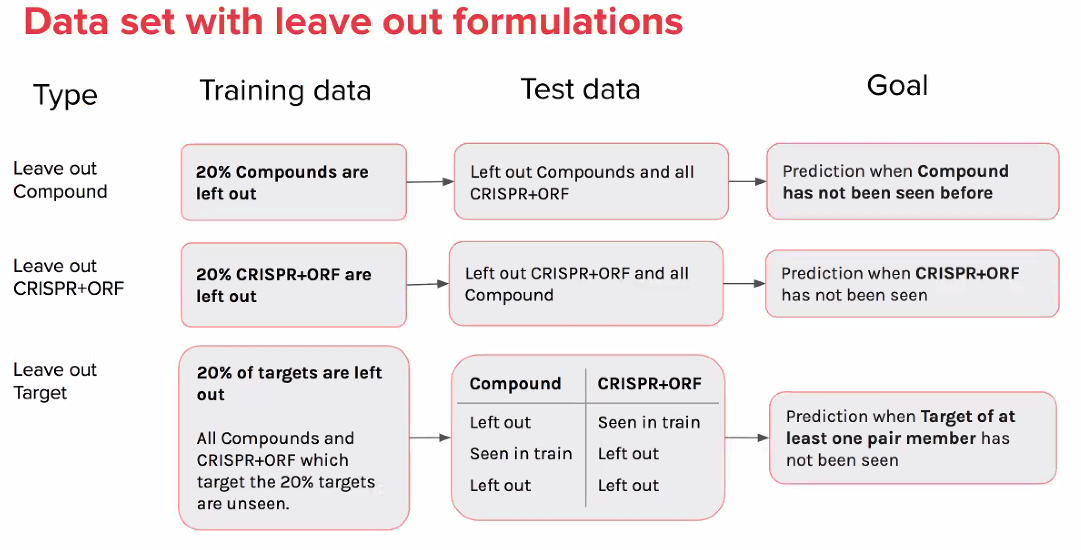 Data set with leave out formulations
Type
Training data
Test data
Goal
Leave out
Compound
20% Compounds are
left out
Left out Compounds and all
CRISPR+ORF
Prediction when Compound
has not been seen before
Leave out
CRISPR+ORF
20% CRISPR+ORF are
left out
Left out CRISPR+ORF and all
Compound
Prediction when CRISPR+ORF
has not been seen
Leave out
Target
20% of targets are left
out
All Compounds and
CRISPR+ORF which
target the 20% targets
are unseen.
Compound CRISPR+ORF
Left out Seen in train
Seen in train Left out
Left out Left out
Prediction when Target of at
least one pair member has
not been seen